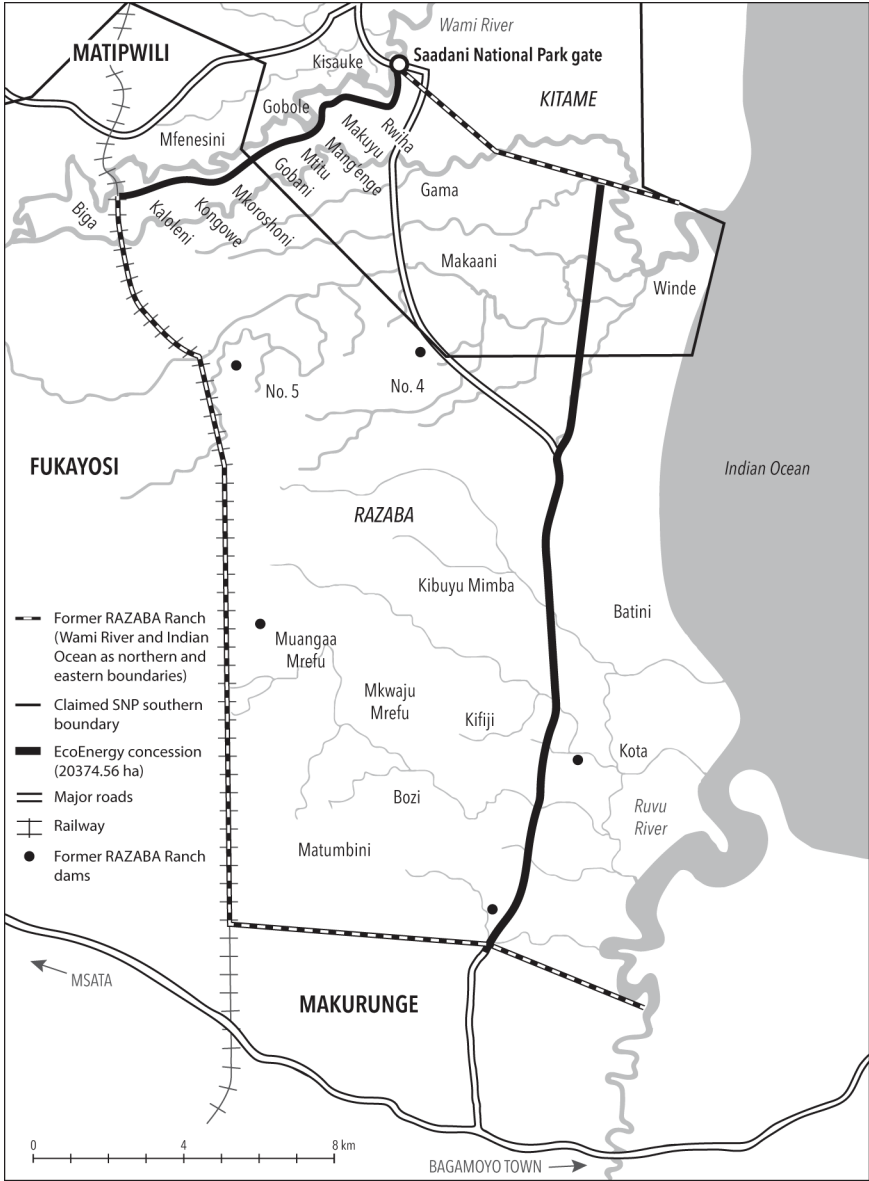 Wami River
MATIPWILI
Saadani National Park gate
Kisauke
KITAME
Gobole
Mfenesini
Rwiha
Makuyu
Mang'enge
Mtitu
Gobani
Mkoroshoni
Kongowe
Kaloleni
Biga
Gama
Makaani
Winde
No. 5
No. 4
FUKAYOSI
Indian Ocean
RAZABA
Kibuyu Mimba
Batini
Muangaa
Mrefu
Mkwaju
Mrefu
Kifiji
Kota
Bozi
Ruvu
River
Matumbini
Former RAZABA Ranch
(Wami River and Indian
Ocean as northern and
eastern boundaries)
Claimed SNP southern
boundary
EcoEnergy concession
(20374.56 ha)
Major roads
Railway
Former RAZABA Ranch
dams
MSATA
MAKURUNGE
0 4 8 km
BAGAMOYO TOWN